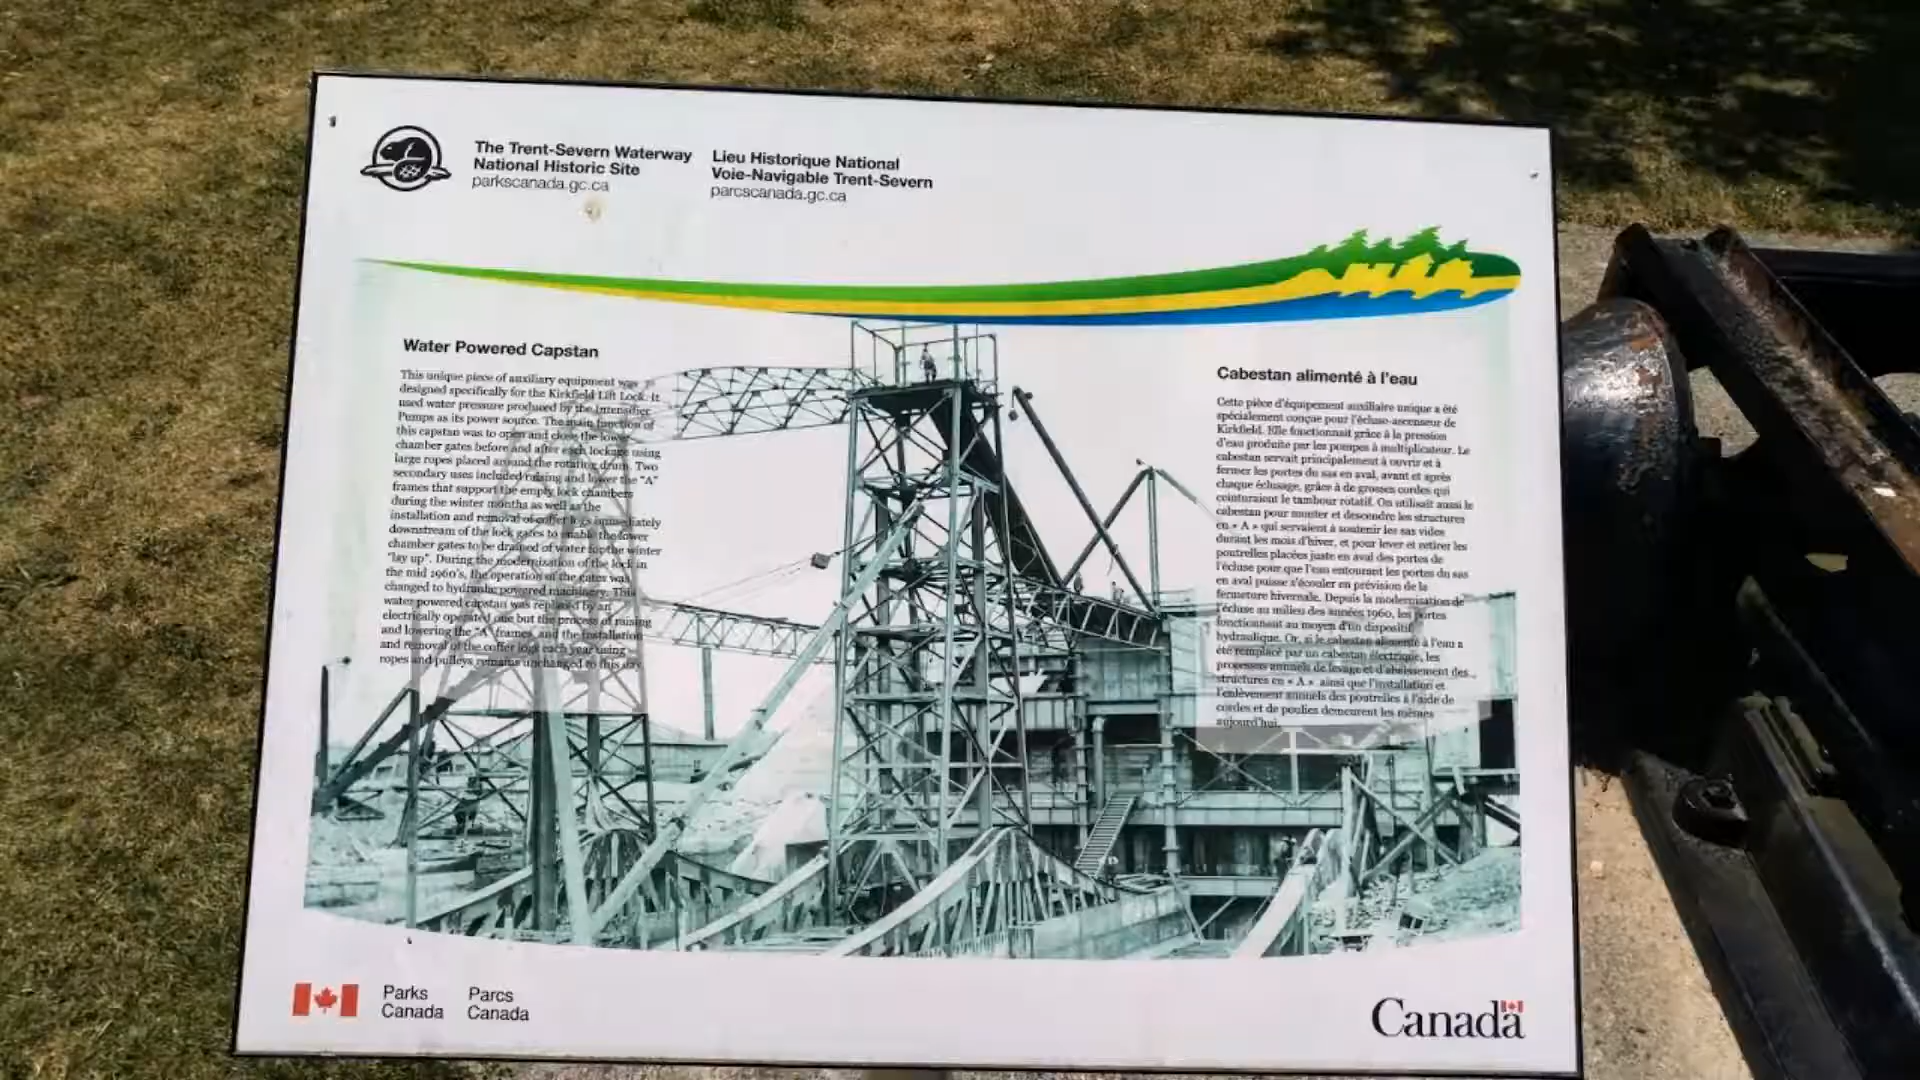 The Trent-Severn Waterway
National Historic Site
parkscanada.gc.ca
Lieu Historique National
Voie-Navigable Trent-Severn
parcscanada.gc.ca
Water Powered Capstan
This unique piece of auxiliary equipment was
designed specifically for the Kirkfield Lift Lock. It
used water pressure produced by the Intensifier
Pumps as its power source. The main function of
this capstan was to open and close the lower
chamber gates before and after each lockage using
large ropes placed around the rotating drum. Two
secondary uses included raising and lower the "A"
frames that support the empty lock chambers
during the winter months as well as the
installation and removal of coffer logs immediately
downstream of the lock gates to enable the lower
chamber gates to be drained of water for the winter
"lay up". During the modernization of the lock in
the mid 1960's, the operation of the gates was
changed to hydraulic powered machinery. This
water powered capstan was replaced by an
electrically operated one but the process of raising
and lowering the "A" frames and the installation
and removal of the coffer logs each year using
ropes and pulleys remains unchanged to this day.
Cabestan alimenté à l'eau
Cette pièce d'équipement auxiliaire unique a été
spécialement conçue pour l'écluse-ascenseur de
Kirkfield. Elle fonctionnait grâce à la pression
d'eau produite par les pompes à multiplicateur. Le
cabestan servait principalement à ouvrir et à
fermer les portes du sas en aval, avant et après
chaque éclusage, grâce à de grosses cordes qui
ceinturaient le tambour rotatif. On utilisait aussi le
cabestan pour monter et descendre les structures
en « A » qui servaient à soutenir les sas vides
durant les mois d'hiver, et pour lever et retirer les
poutrelles placées juste en aval des portes de
l'écluse pour que l'eau entourant les portes du sas
en aval puisse s'écouler en prévision de la
fermeture hivernale. Depuis la modernisation de
l'écluse au milieu des années 1960, les portes
fonctionnent au moyen d'un dispositif
hydraulique. Or, si le cabestan alimenté à l'eau a
été remplacé par un cabestan électrique, les
processus annuels de levage et d'abaissement des
structures en « A » ainsi que l'installation et
l'enlèvement annuels des poutrelles à l'aide de
cordes et de poulies demeurent les mêmes
aujourd'hui.
Parks
Canada
Parcs
Canada
Canada